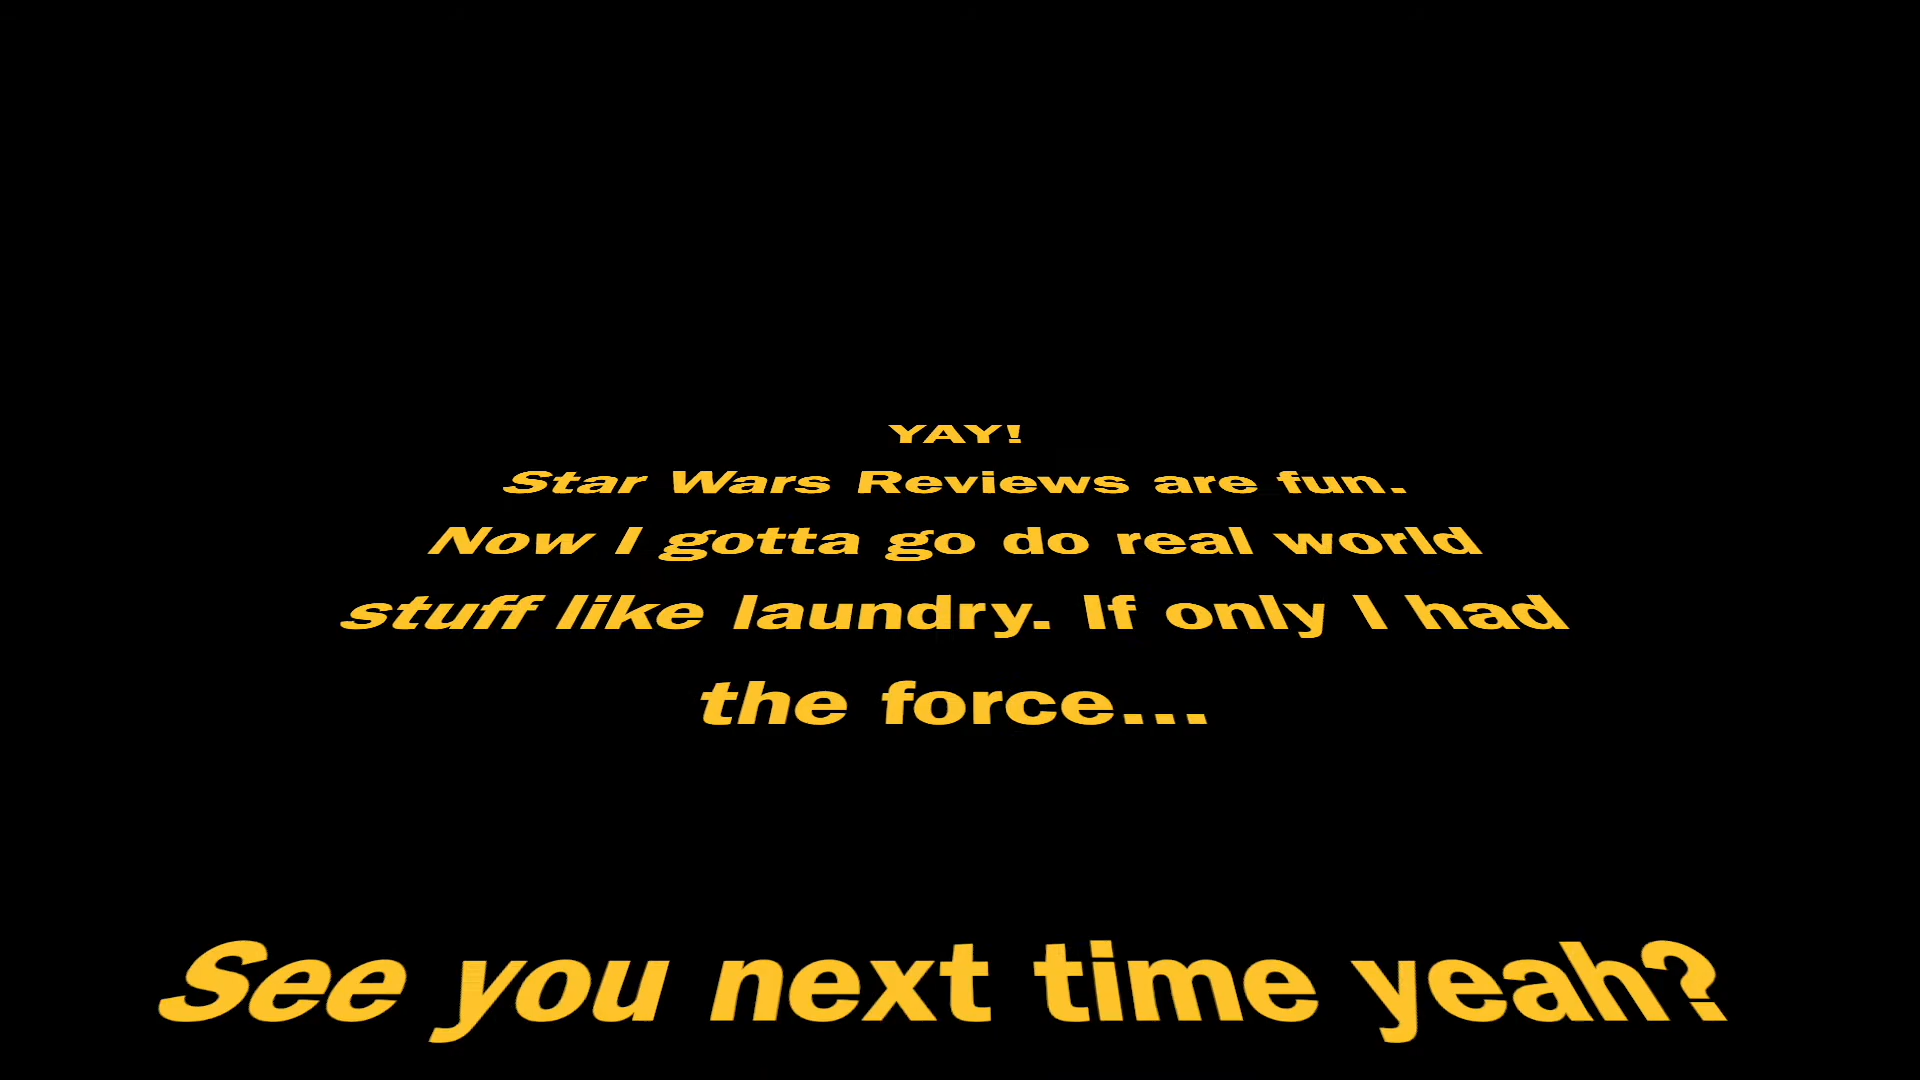 YAY!
Star Wars Reviews are fun.
Now I gotta go do real world
stuff like laundry. If only I had
the force...
See you next time yeah?